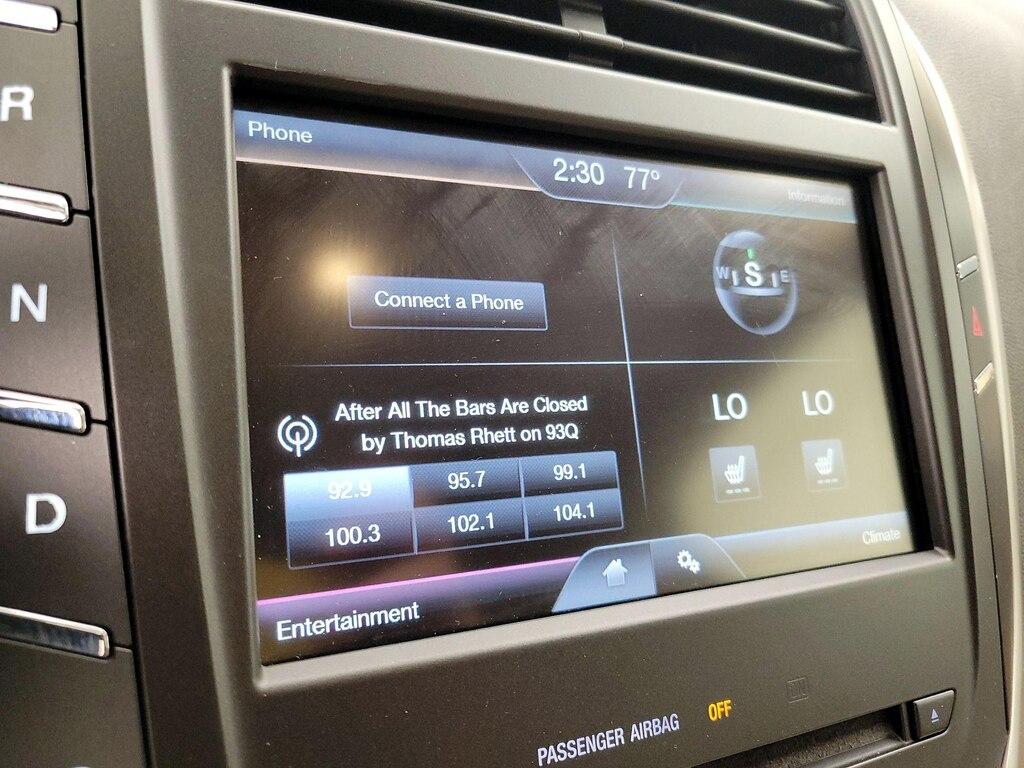 R
N
D
Phone
2:30 77°
Information
Connect a Phone
W S E
After All The Bars Are Closed
by Thomas Rhett on 93Q
92.9 95.7 99.1
100.3 102.1 104.1
LO LO
Climate
Entertainment
PASSENGER AIRBAG OFF